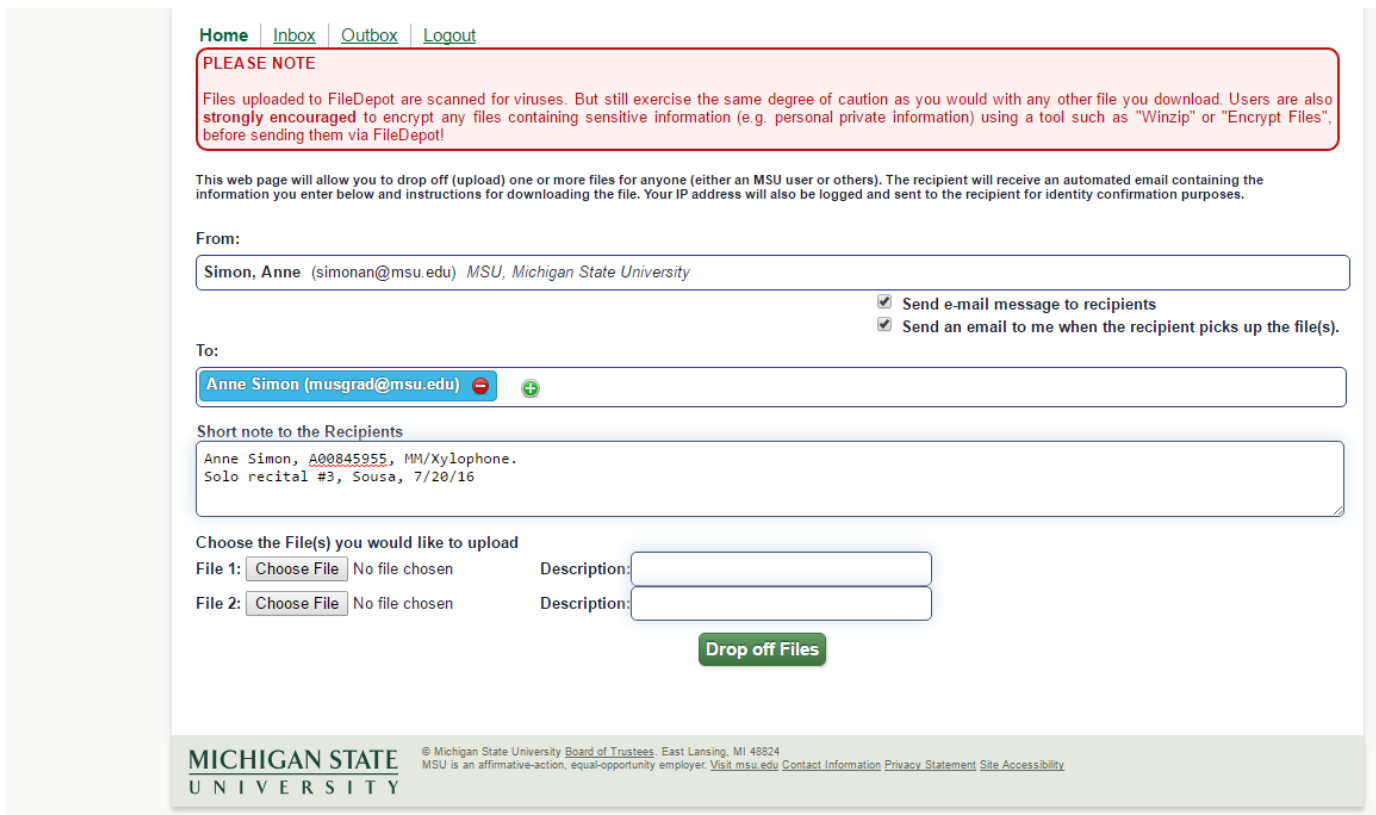 Home Inbox Outbox Logout
PLEASE NOTE
Files uploaded to FileDepot are scanned for viruses. But still exercise the same degree of caution as you would with any other file you download. Users are also
strongly encouraged to encrypt any files containing sensitive information (e.g. personal private information) using a tool such as "Winzip" or "Encrypt Files",
before sending them via FileDepot!
This web page will allow you to drop off (upload) one or more files for anyone (either an MSU user or others). The recipient will receive an automated email containing the
information you enter below and instructions for downloading the file. Your IP address will also be logged and sent to the recipient for identity confirmation purposes.
From:
Simon, Anne (simonan@msu.edu) MSU, Michigan State University
Send e-mail message to recipients
Send an email to me when the recipient picks up the file(s).
To:
Anne Simon (musgrad@msu.edu)
Short note to the Recipients
Anne Simon, A00845955, MM/Xylophone.
Solo recital #3, Sousa, 7/20/16
Choose the File(s) you would like to upload
File 1: Choose File No file chosen Description:
File 2: Choose File No file chosen Description:
Drop off Files
MICHIGAN STATE
UNIVERSITY
© Michigan State University Board of Trustees. East Lansing, MI 48824
MSU is an affirmative-action, equal-opportunity employer. Visit msu.edu Contact Information Privacy Statement Site Accessibility